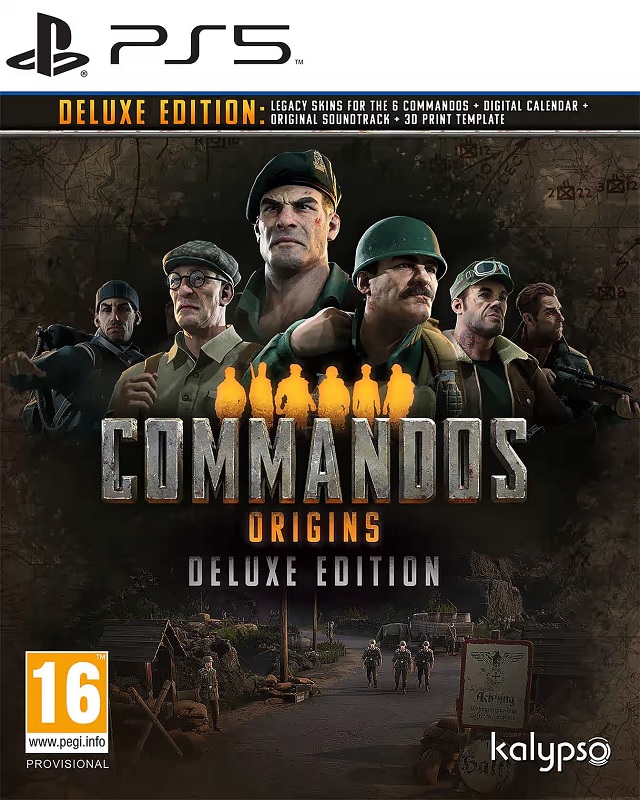 PS5
DELUXE EDITION: LEGACY SKINS FOR THE 6 COMMANDOS + DIGITAL CALENDAR +
ORIGINAL SOUNDTRACK + 3D PRINT TEMPLATE
COMMANDOS
ORIGINS
DELUXE EDITION
Achtung
16
www.pegi.info
PROVISIONAL
kalypso